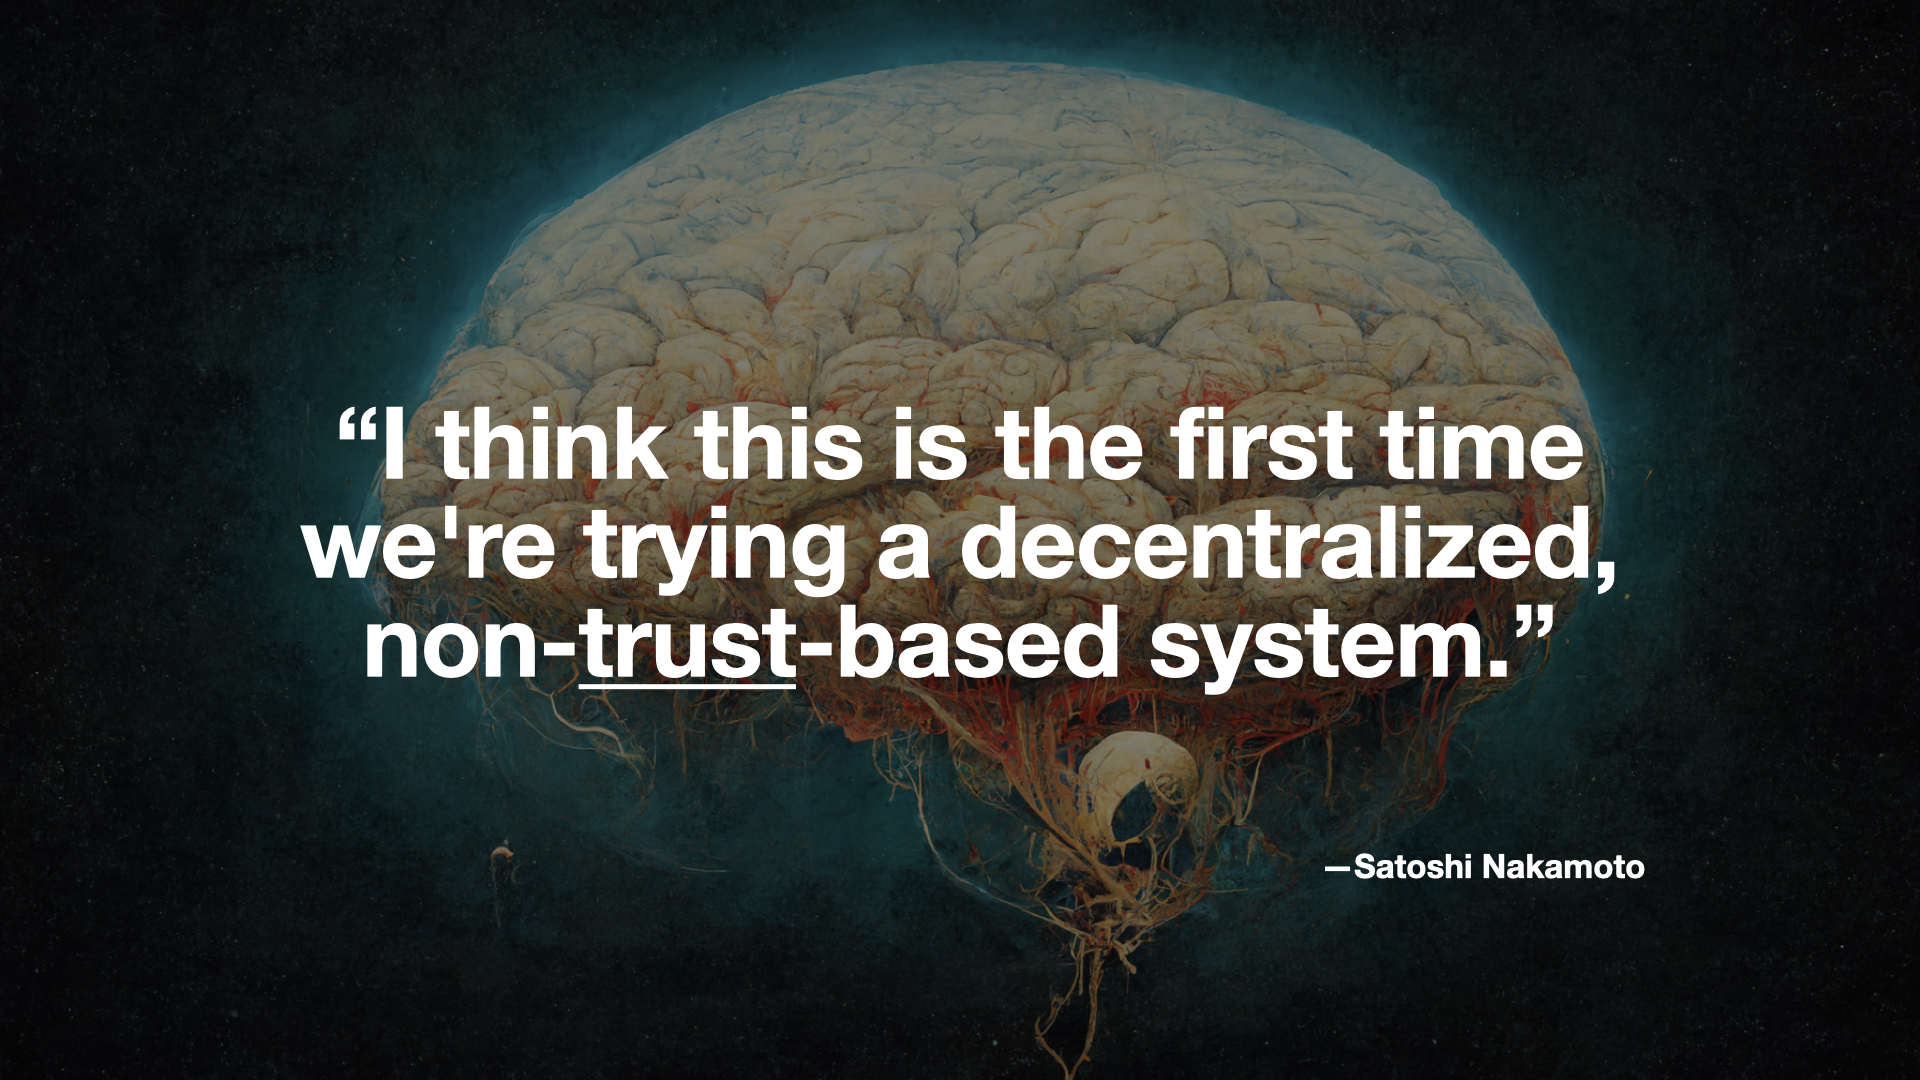 “I think this is the first time
we're trying a decentralized,
non-trust-based system.”
—Satoshi Nakamoto